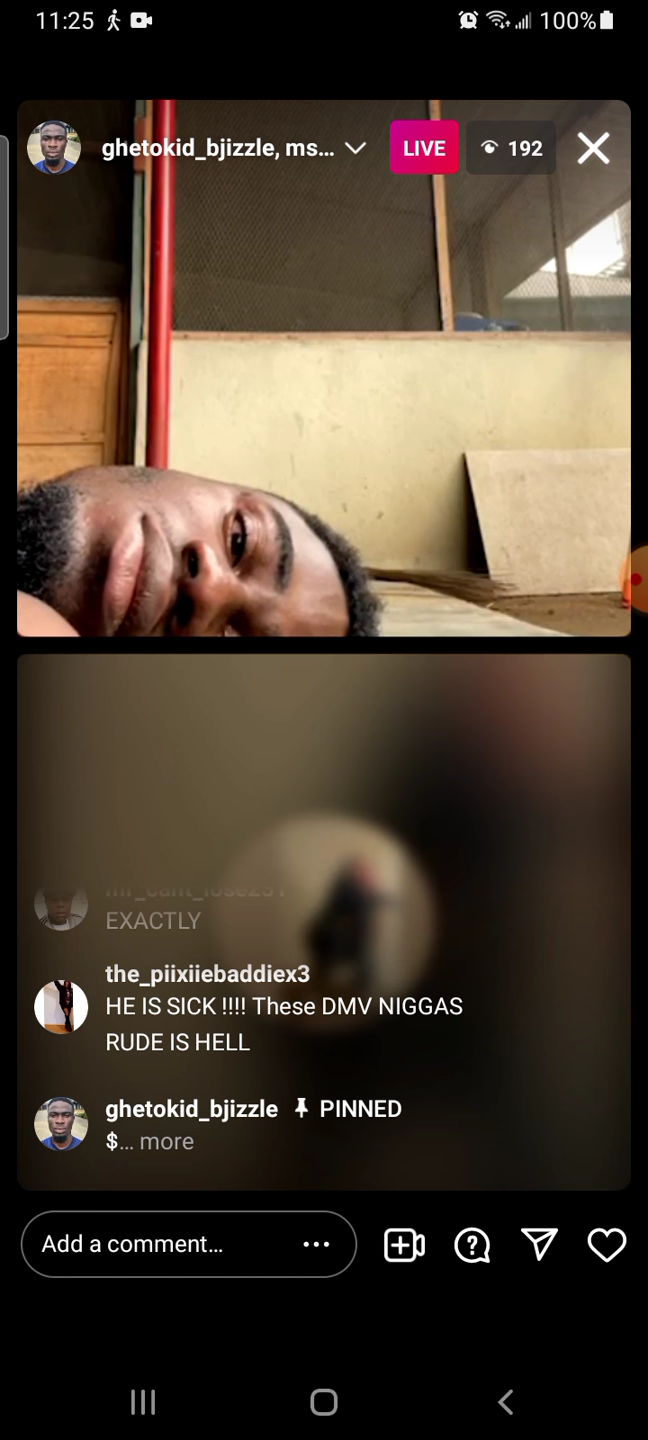 11:25
100%
ghetokid_bjizzle, ms...
LIVE
192
EXACTLY
the_piixiiebaddiex3
HE IS SICK !!!! These DMV NIGGAS
RUDE IS HELL
ghetokid_bjizzle PINNED
$... more
Add a comment...